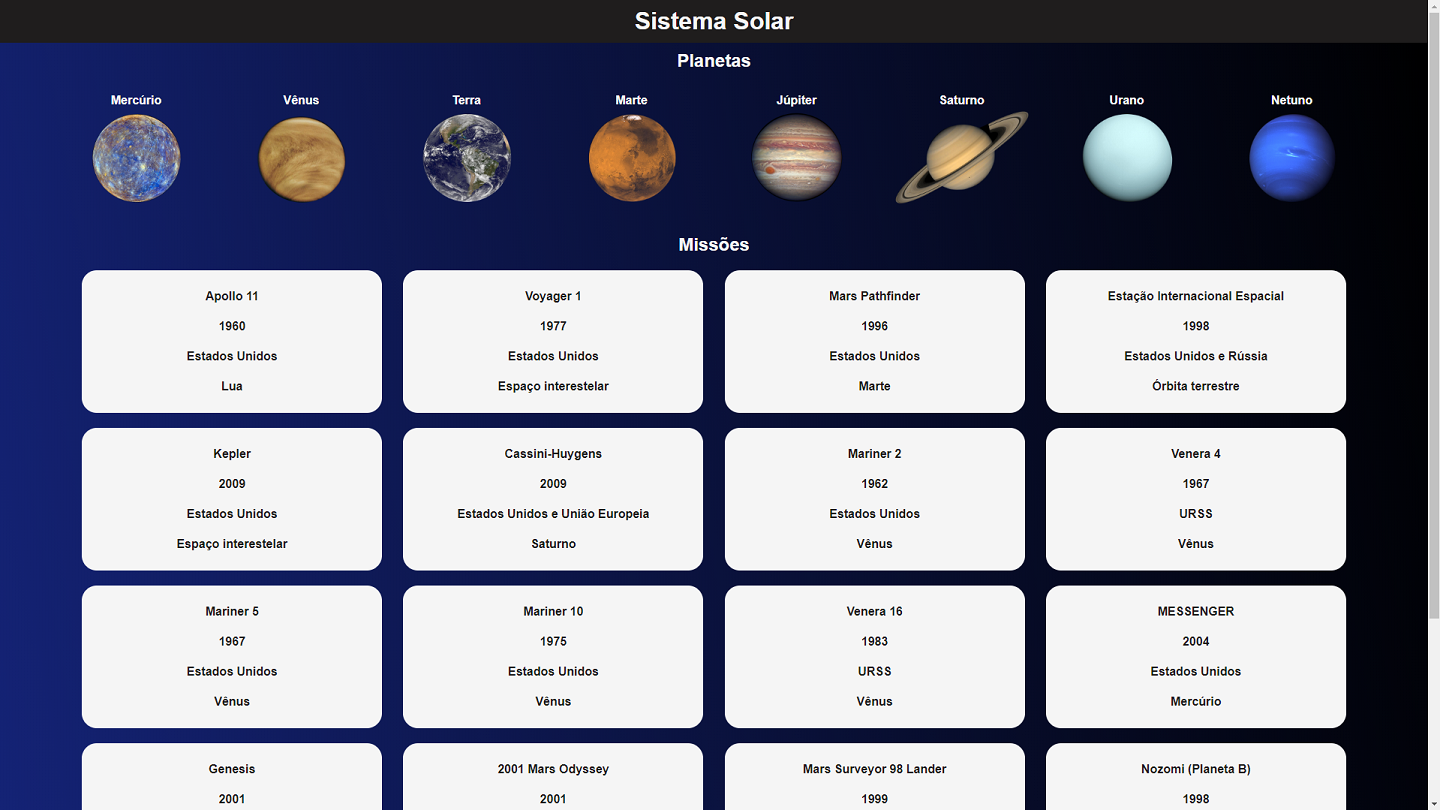 Sistema Solar
Planetas
Mercúrio Vênus Terra Marte Júpiter Saturno Urano Netuno
Missões
Apollo 11
1960
Estados Unidos
Lua
Voyager 1
1977
Estados Unidos
Espaço interestelar
Mars Pathfinder
1996
Estados Unidos
Marte
Estação Internacional Espacial
1998
Estados Unidos e Rússia
Órbita terrestre
Kepler
2009
Estados Unidos
Espaço interestelar
Cassini-Huygens
2009
Estados Unidos e União Europeia
Saturno
Mariner 2
1962
Estados Unidos
Vênus
Venera 4
1967
URSS
Vênus
Mariner 5
1967
Estados Unidos
Vênus
Mariner 10
1975
Estados Unidos
Vênus
Venera 16
1983
URSS
Vênus
MESSENGER
2004
Estados Unidos
Mercúrio
Genesis
2001
2001 Mars Odyssey
2001
Mars Surveyor 98 Lander
1999
Nozomi (Planeta B)
1998